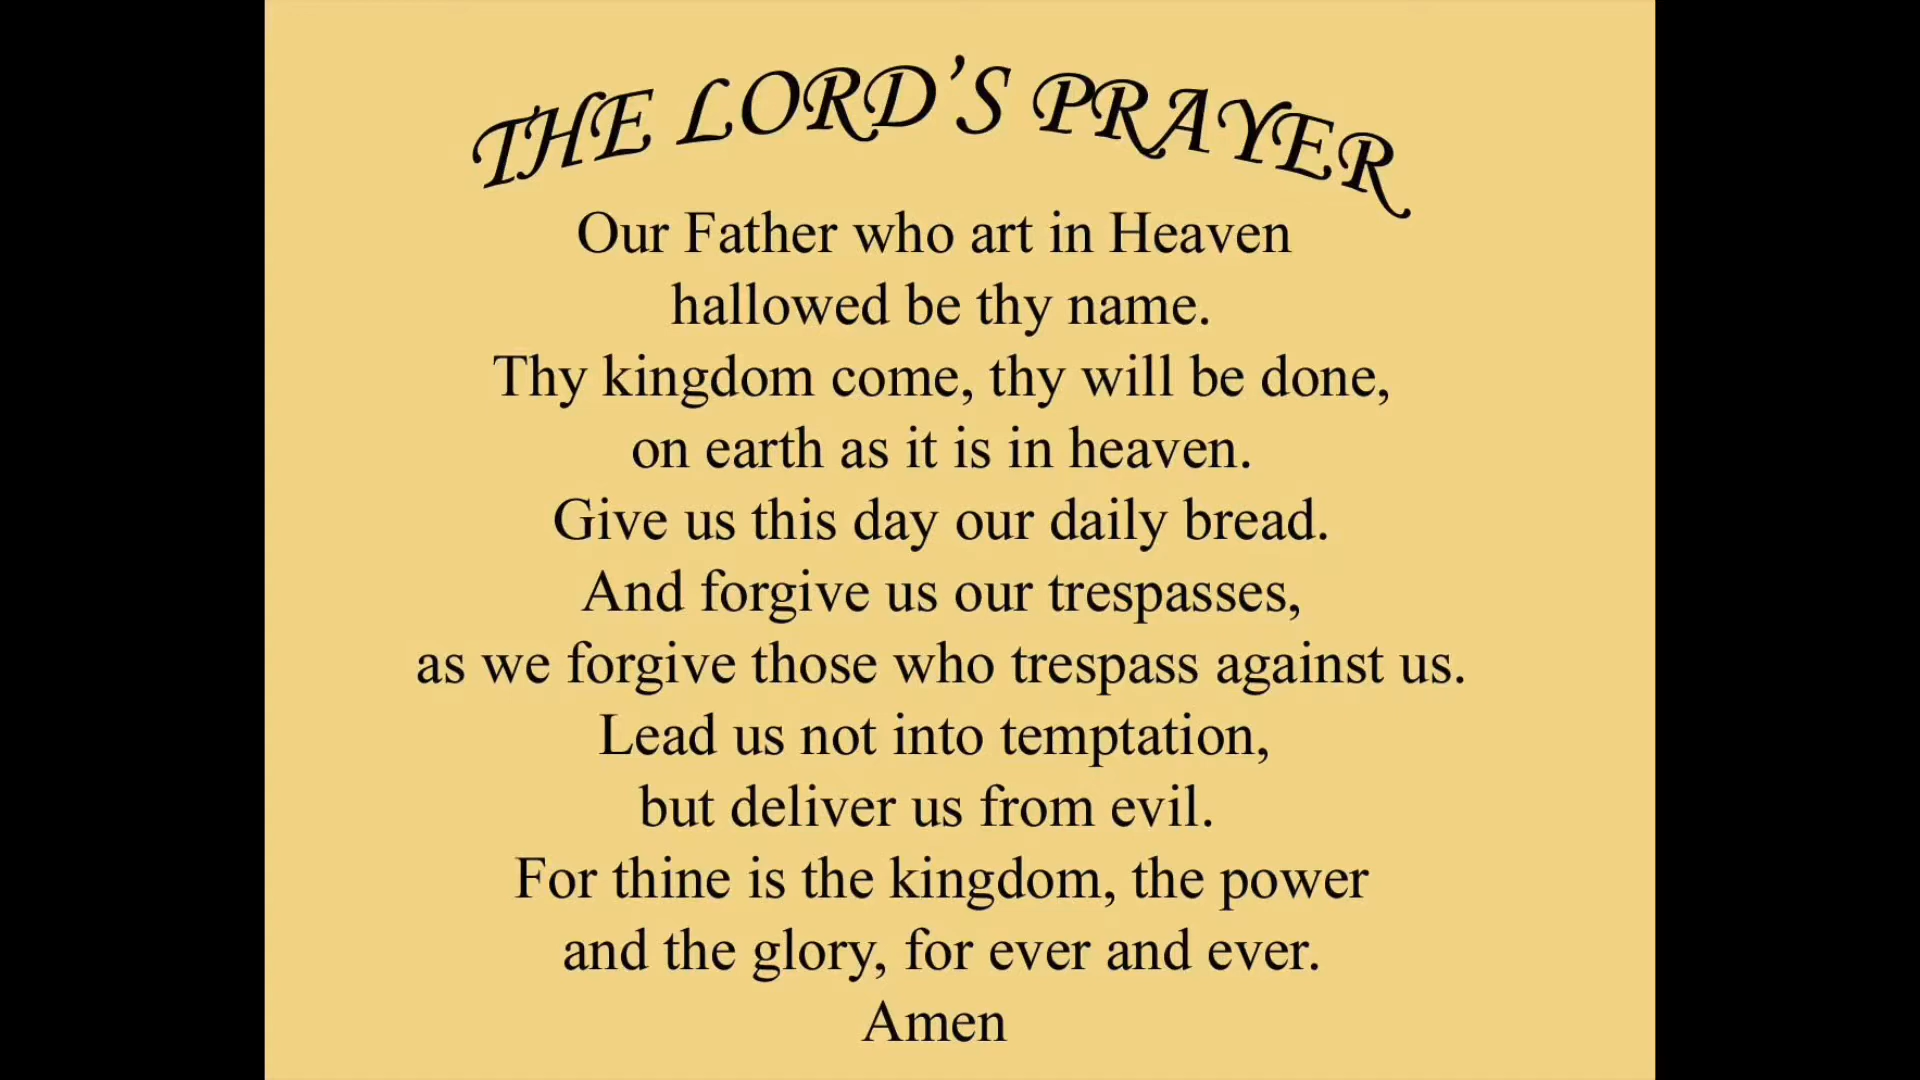 THE LORD’S PRAYER
Our Father who art in Heaven
hallowed be thy name.
Thy kingdom come, thy will be done,
on earth as it is in heaven.
Give us this day our daily bread.
And forgive us our trespasses,
as we forgive those who trespass against us.
Lead us not into temptation,
but deliver us from evil.
For thine is the kingdom, the power
and the glory, for ever and ever.
Amen